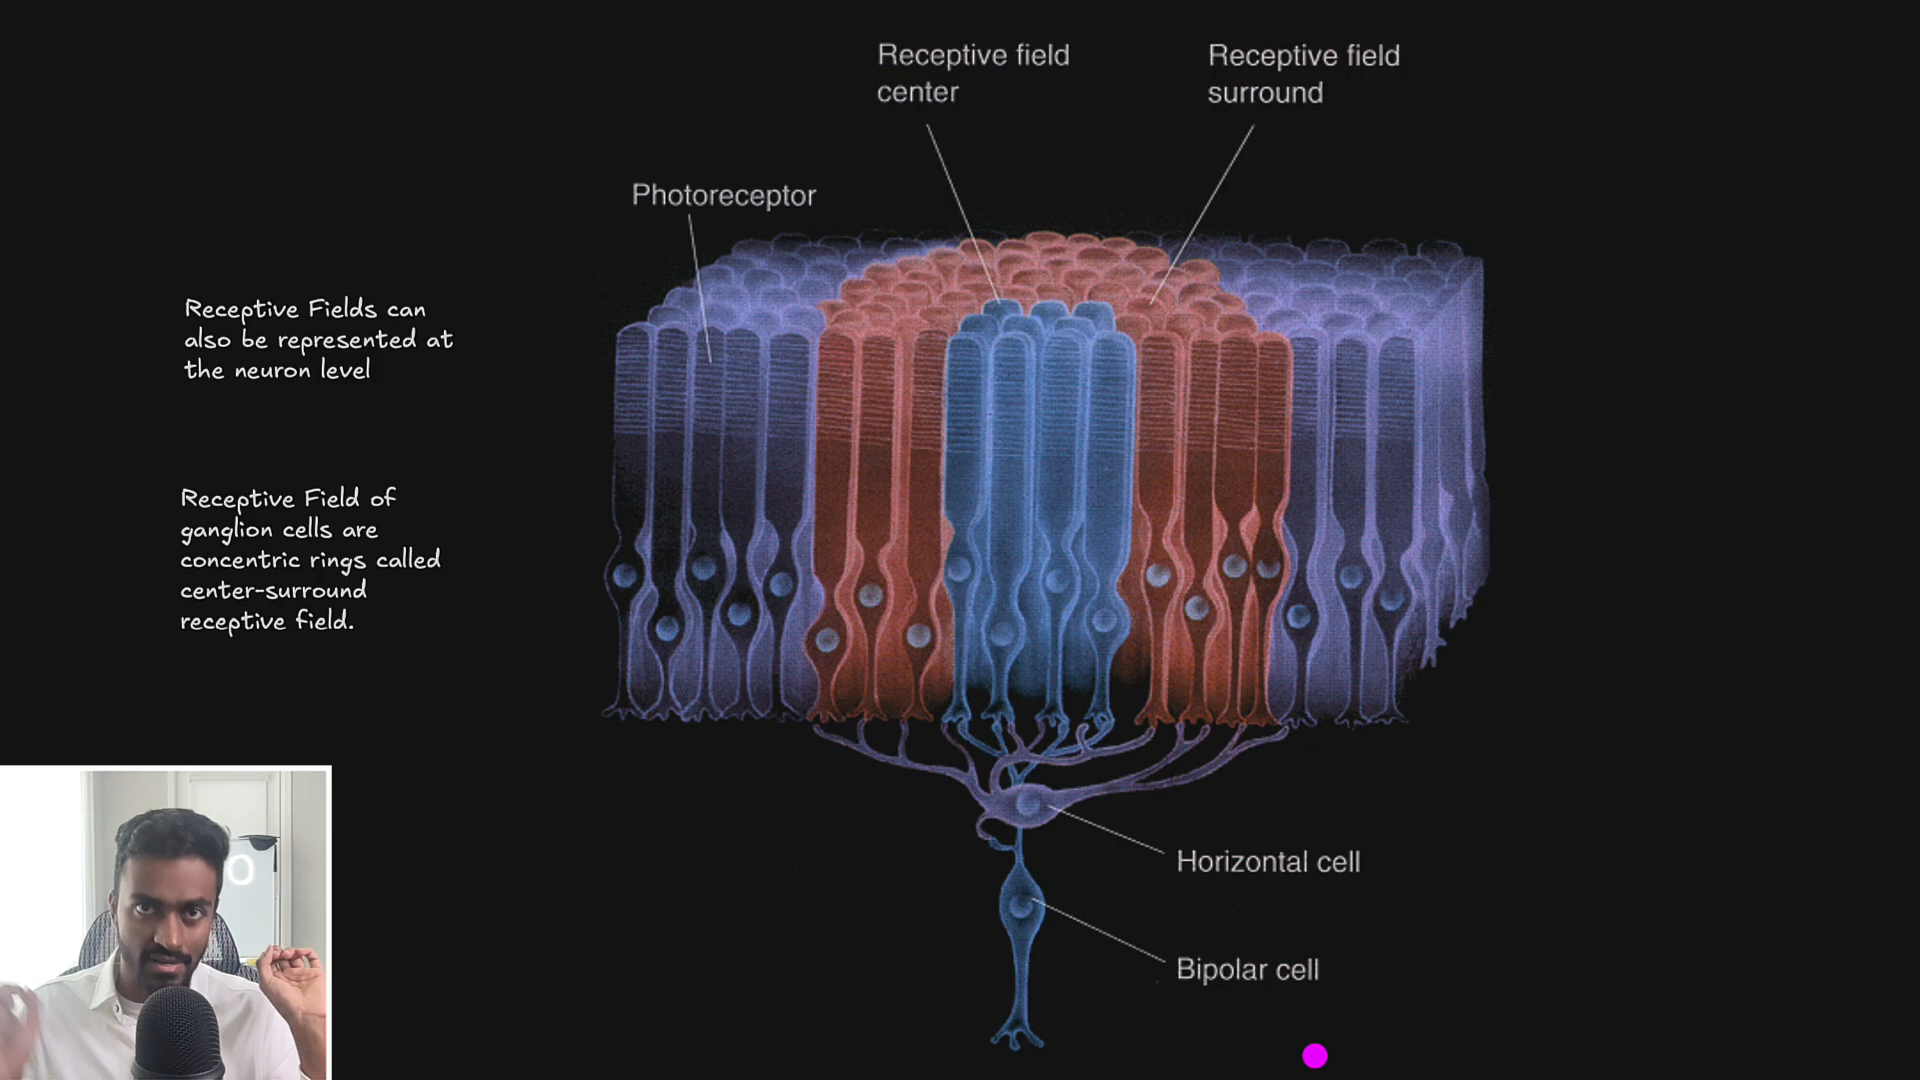 Receptive field
center
Receptive field
surround
Photoreceptor
Receptive Fields can
also be represented at
the neuron level
Receptive Field of
ganglion cells are
concentric rings called
center-surround
receptive field.
Horizontal cell
Bipolar cell